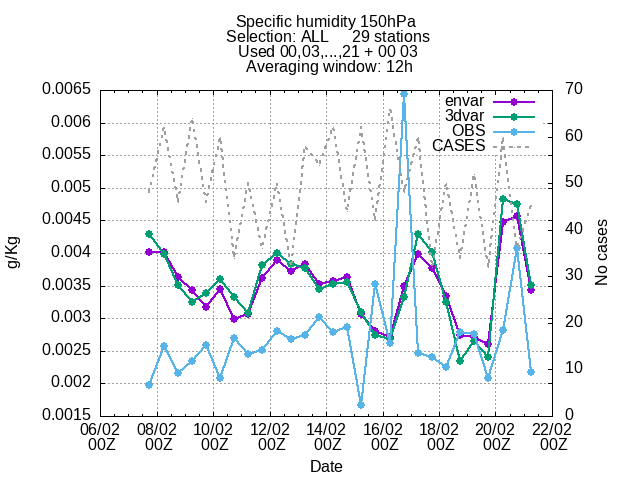 Specific humidity 150hPa
Selection: ALL 29 stations
Used 00,03,...,21 + 00 03
Averaging window: 12h
envar
3dvar
OBS
CASES
0.0065
0.006
0.0055
0.005
0.0045
0.004
0.0035
0.003
0.0025
0.002
0.0015
g/Kg
70
60
50
40
30
20
10
0
No cases
06/02 08/02 10/02 12/02 14/02 16/02 18/02 20/02 22/02
00Z 00Z 00Z 00Z 00Z 00Z 00Z 00Z 00Z
Date